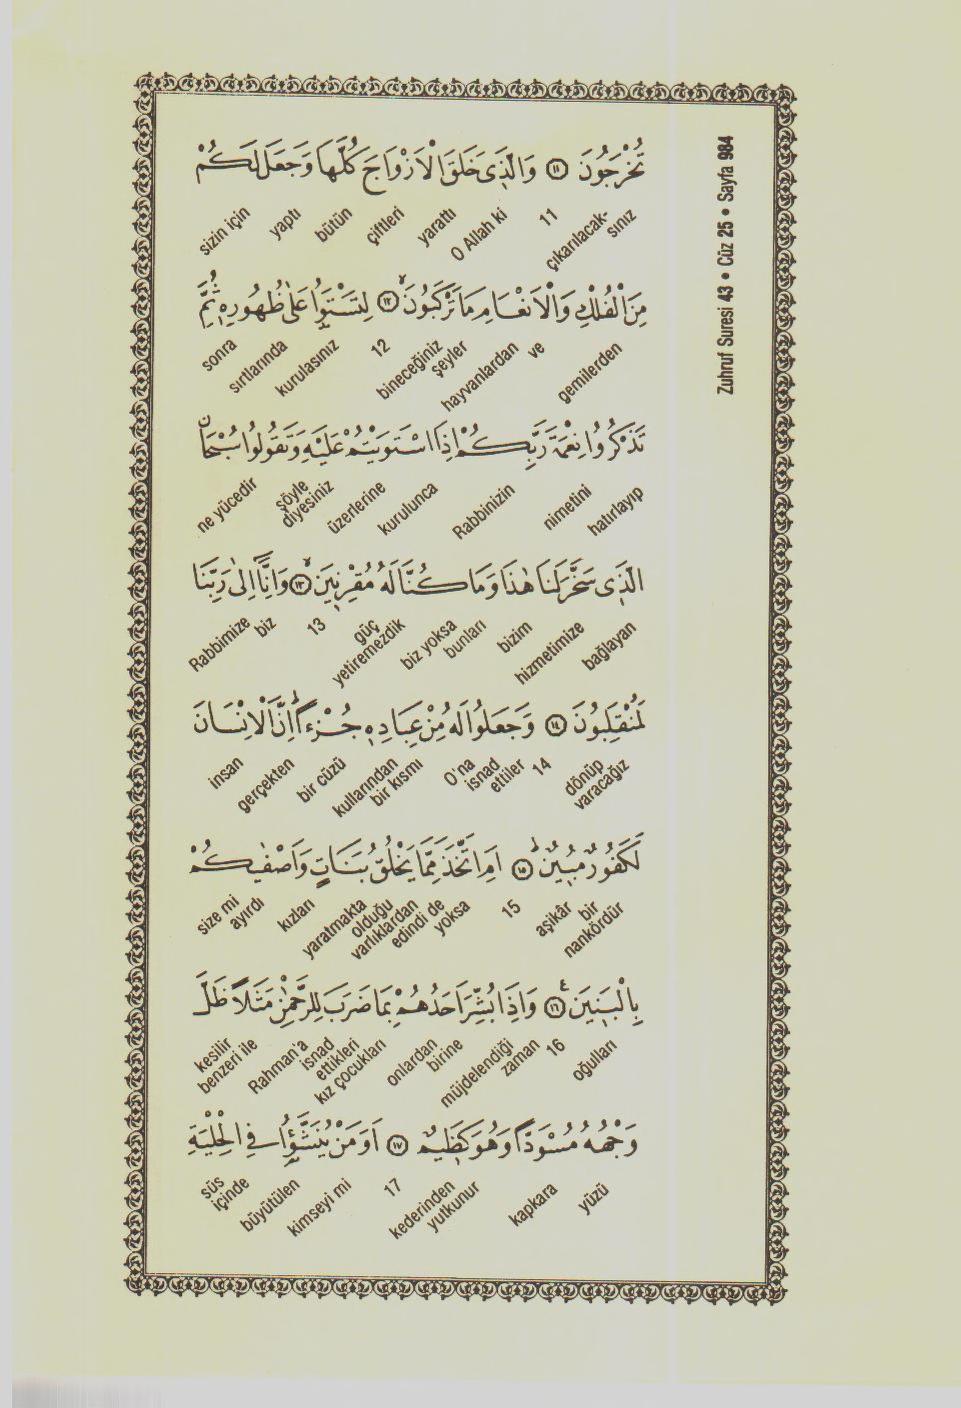 Zuhruf Suresi 43 • Cüz 25 • Sayfa 984
تُخْرَجُونَ ﴿١١﴾ وَالَّذ۪ي خَلَقَ الْاَزْوَاجَ كُلَّهَا وَجَعَلَ لَكُمْ
çıkarılacak-sınız 11 O Allah ki yarattı çiftleri bütün yaptı sizin için
مِنَ الْفُلْكِ وَالْاَنْعَامِ مَا تَرْكَبُونَۙ ﴿١٢﴾ لِتَسْتَوُ۫ا عَلٰى ظُهُورِه۪ ثُمَّ
gemilerden ve hayvanlardan şeyler bineceğiniz 12 kurulasınız sırtlarında sonra
تَذْكُرُوا نِعْمَةَ رَبِّكُمْ اِذَا اسْتَوَيْتُمْ عَلَيْهِ وَتَقُولُوا سُبْحَانَ
hatırlayıp nimetini Rabbinizin kurulunca üzerlerine şöyle diyesiniz ne yücedir
الَّذ۪ي سَخَّرَ لَنَا هٰذَا وَمَا كُنَّا لَهُ مُقْرِن۪ينَۙ ﴿١٣﴾ وَاِنَّٓا اِلٰى رَبِّنَا
bağlayan hizmetimize bizim bunları biz yoksa güç yetiremezdik 13 biz Rabbimize
لَمُنْقَلِبُونَ ﴿١٤﴾ وَجَعَلُوا لَهُ مِنْ عِبَادِه۪ جُزْءًاۜ اِنَّ الْاِنْسَانَ
dönüp varacağız 14 isnad ettiler O'na kullarından bir kısmı bir cüzü gerçekten insan
لَكَفُورٌ مُب۪ينٌۜ ﴿١٥﴾ اَمِ اتَّخَذَ مِمَّا يَخْلُقُ بَنَاتٍ وَاَصْفٰيكُمْ
nankördür bir aşikâr 15 yoksa edindi de yaratmakta olduğu varlıklardan kızları ayırdı size mi
بِالْبَن۪ينَ ﴿١٦﴾ وَاِذَا بُشِّرَ اَحَدُهُمْ بِمَا ضَرَبَ لِلرَّحْمٰنِ مَثَلًا ظَلَّ
oğulları 16 müjdelendiği zaman onlardan birine isnad ettikleri kız çocukları Rahman'a benzeri ile kesilir
وَجْهُهُ مُسْوَدًّا وَهُوَ كَظ۪يمٌ ﴿١٧﴾ اَوَمَنْ يُنَشَّؤُ۬ا فِي الْحِلْيَةِ
yüzü kapkara kederinden yutkunur 17 kimseyi mi büyütülen süs içinde